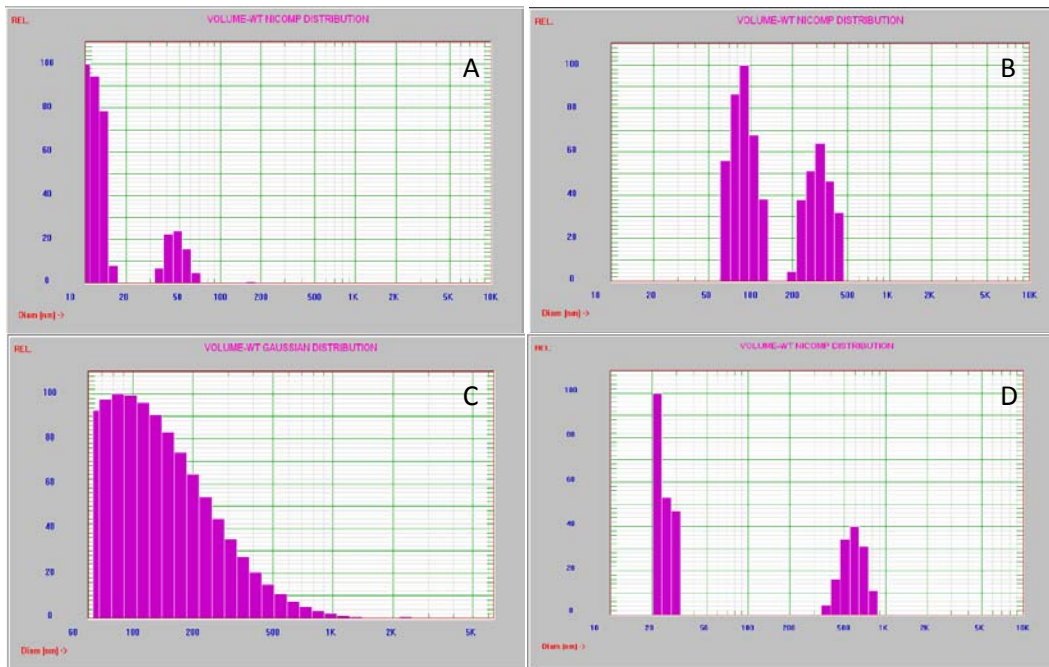 VOLUME-WT NICOMP DISTRIBUTION
REL.
A
100
80
60
40
20
0
10 20 50 100 200 500 1K 2K 5K 10K
Diam [nm] ->
VOLUME-WT NICOMP DISTRIBUTION
REL.
B
100
80
60
40
20
0
10 20 50 100 200 500 1K 2K 5K 10K
Diam [nm] ->
VOLUME-WT GAUSSIAN DISTRIBUTION
REL.
C
100
80
60
40
20
0
60 100 200 500 1K 2K 5K
Diam [nm] ->
VOLUME-WT NICOMP DISTRIBUTION
REL.
D
100
80
60
40
20
0
10 20 50 100 200 500 1K 2K 5K 10K
Diam [nm] ->